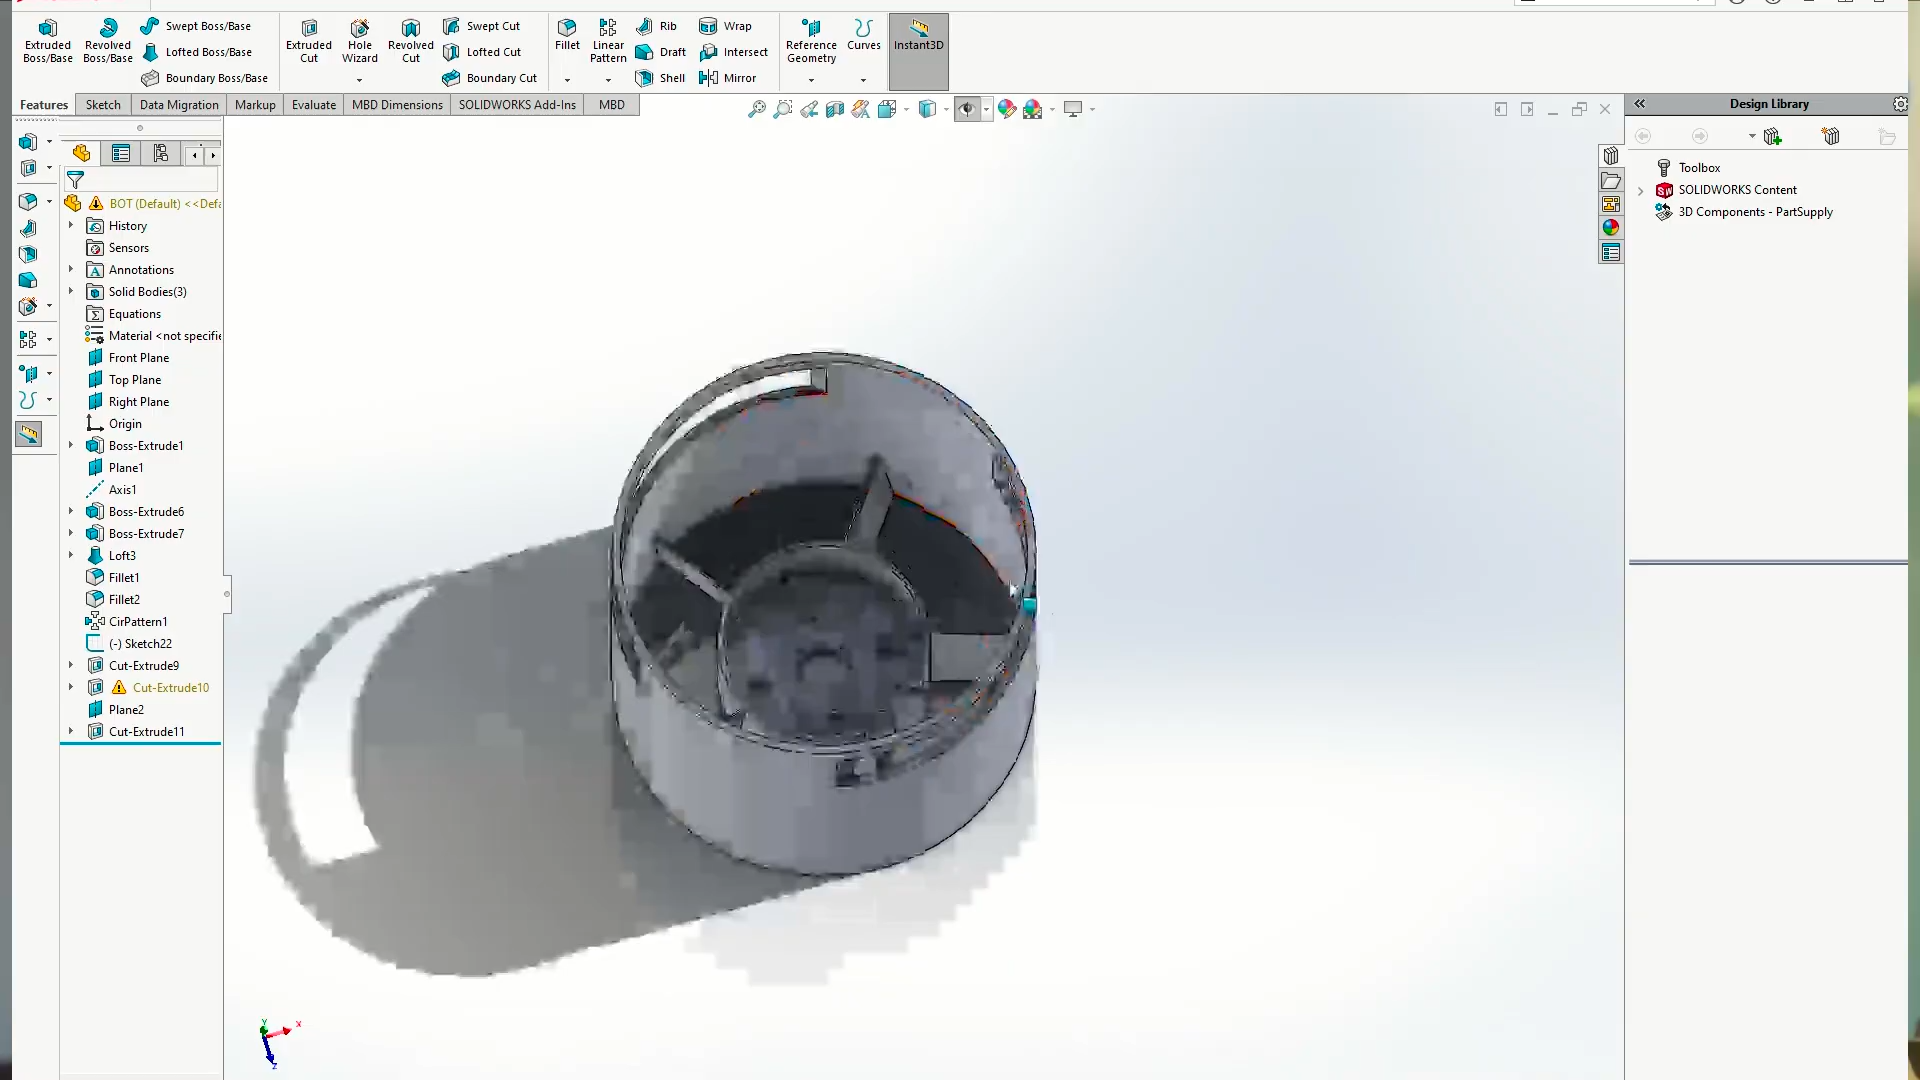 Extruded Boss/Base
Revolved Boss/Base
Swept Boss/Base
Lofted Boss/Base
Boundary Boss/Base
Extruded Cut
Hole Wizard
Revolved Cut
Swept Cut
Lofted Cut
Boundary Cut
Fillet
Linear Pattern
Rib
Draft
Shell
Wrap
Intersect
Mirror
Reference Geometry
Curves
Instant3D
Features
Sketch
Data Migration
Markup
Evaluate
MBD Dimensions
SOLIDWORKS Add-Ins
MBD
BOT (Default) <<Defa
History
Sensors
Annotations
Solid Bodies(3)
Equations
Material <not specifie
Front Plane
Top Plane
Right Plane
Origin
Boss-Extrude1
Plane1
Axis1
Boss-Extrude6
Boss-Extrude7
Loft3
Fillet1
Fillet2
CirPattern1
(-) Sketch22
Cut-Extrude9
Cut-Extrude10
Plane2
Cut-Extrude11
Y
X
Z
Design Library
Toolbox
SOLIDWORKS Content
3D Components - PartSupply